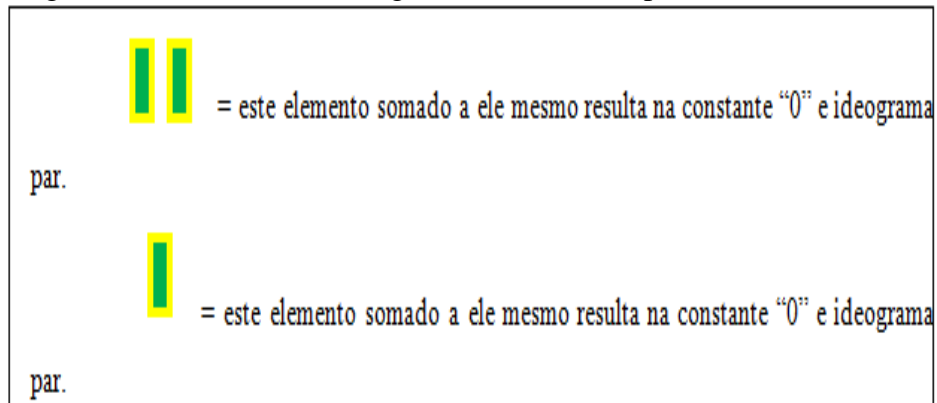 = este elemento somado a ele mesmo resulta na constante “0” e ideograma
par.
= este elemento somado a ele mesmo resulta na constante “0” e ideograma
par.